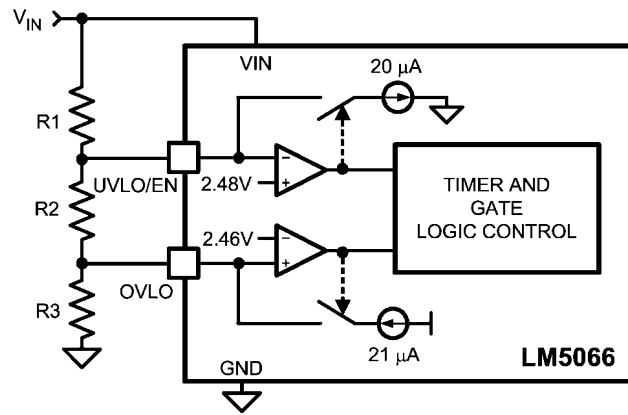 VIN
VIN
20 μA
R1
UVLO/EN
2.48V
R2
TIMER AND
GATE
LOGIC CONTROL
2.46V
OVLO
R3
21 μA
GND
LM5066